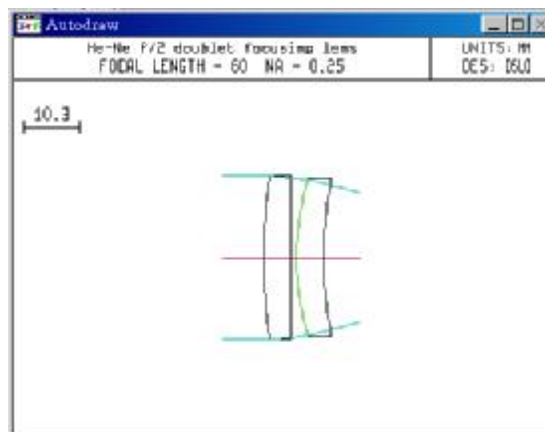 Autodraw
He-Ne f/2 doublet focusing lens
FOCAL LENGTH = 60 NA = 0.25
UNITS: MM
DES: OSLO
10.3